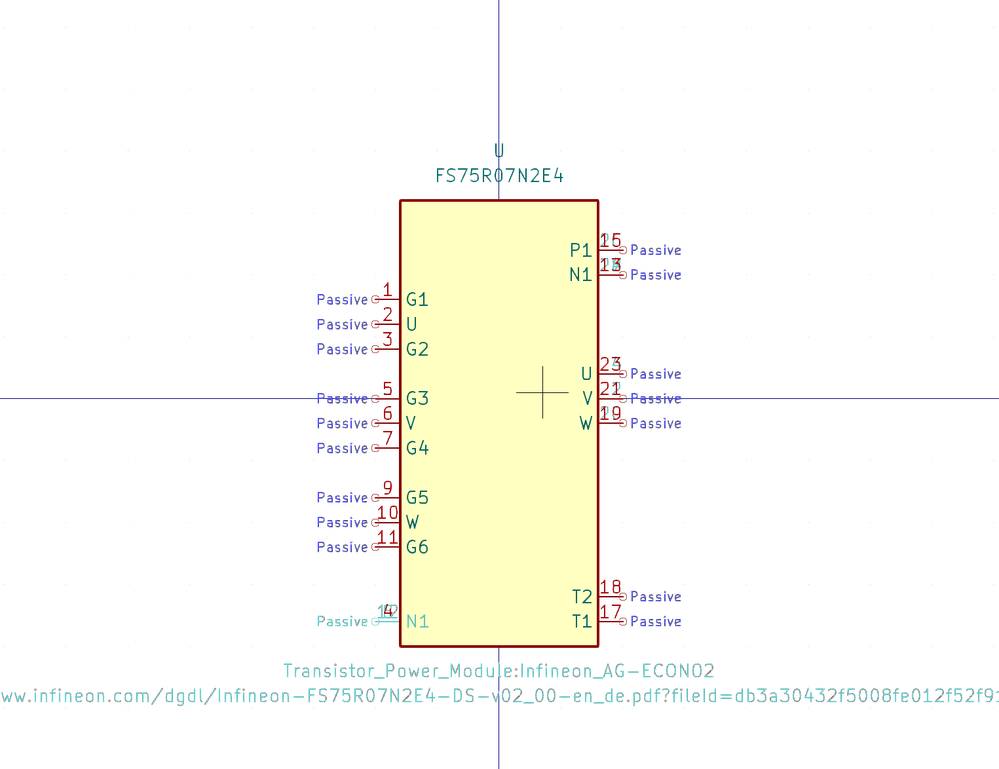 U
FS75R07N2E4
P1 15 Passive
N1 13 Passive
Passive 1 G1
Passive 2 U
Passive 3 G2
U 23 Passive
Passive 5 G3 V 21 Passive
Passive 6 V W 19 Passive
Passive 7 G4
Passive 9 G5
Passive 10 W
Passive 11 G6
T2 18 Passive
Passive 4 N1 T1 17 Passive
Transistor_Power_Module:Infineon_AG-ECONO2
ww.infineon.com/dgdl/Infineon-FS75R07N2E4-DS-v02_00-en_de.pdf?fileId=db3a30432f5008fe012f52f9